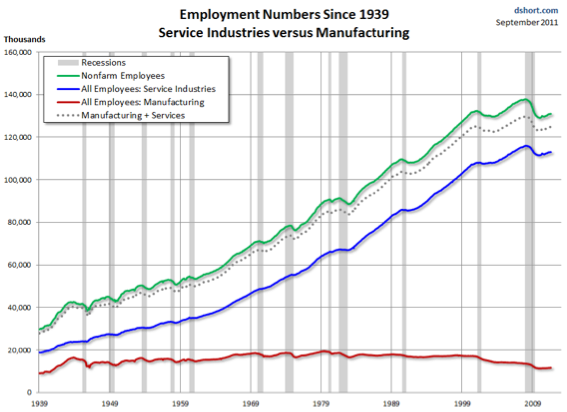 dshort.com
September 2011
Employment Numbers Since 1939
Service Industries versus Manufacturing
Thousands
160,000
140,000
120,000
100,000
80,000
60,000
40,000
20,000
0
Recessions
Nonfarm Employees
All Employees: Service Industries
All Employees: Manufacturing
Manufacturing + Services
1939 1949 1959 1969 1979 1989 1999 2009